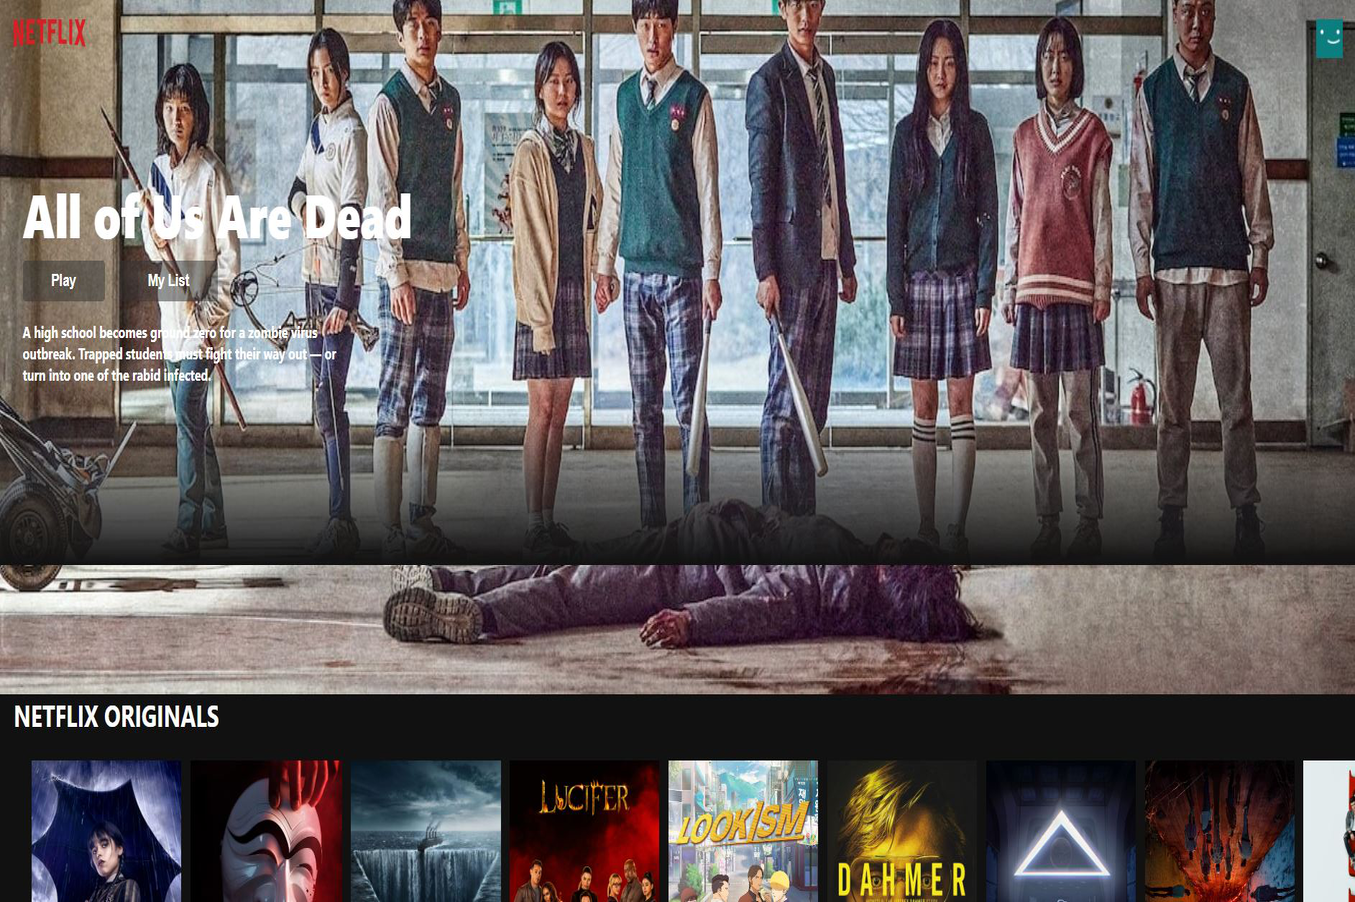 NETFLIX
All of Us Are Dead
Play
My List
A high school becomes ground zero for a zombie virus
outbreak. Trapped students must fight their way out — or
turn into one of the rabid infected.
NETFLIX ORIGINALS
LUCIFER
LOOKISM
DAHMER